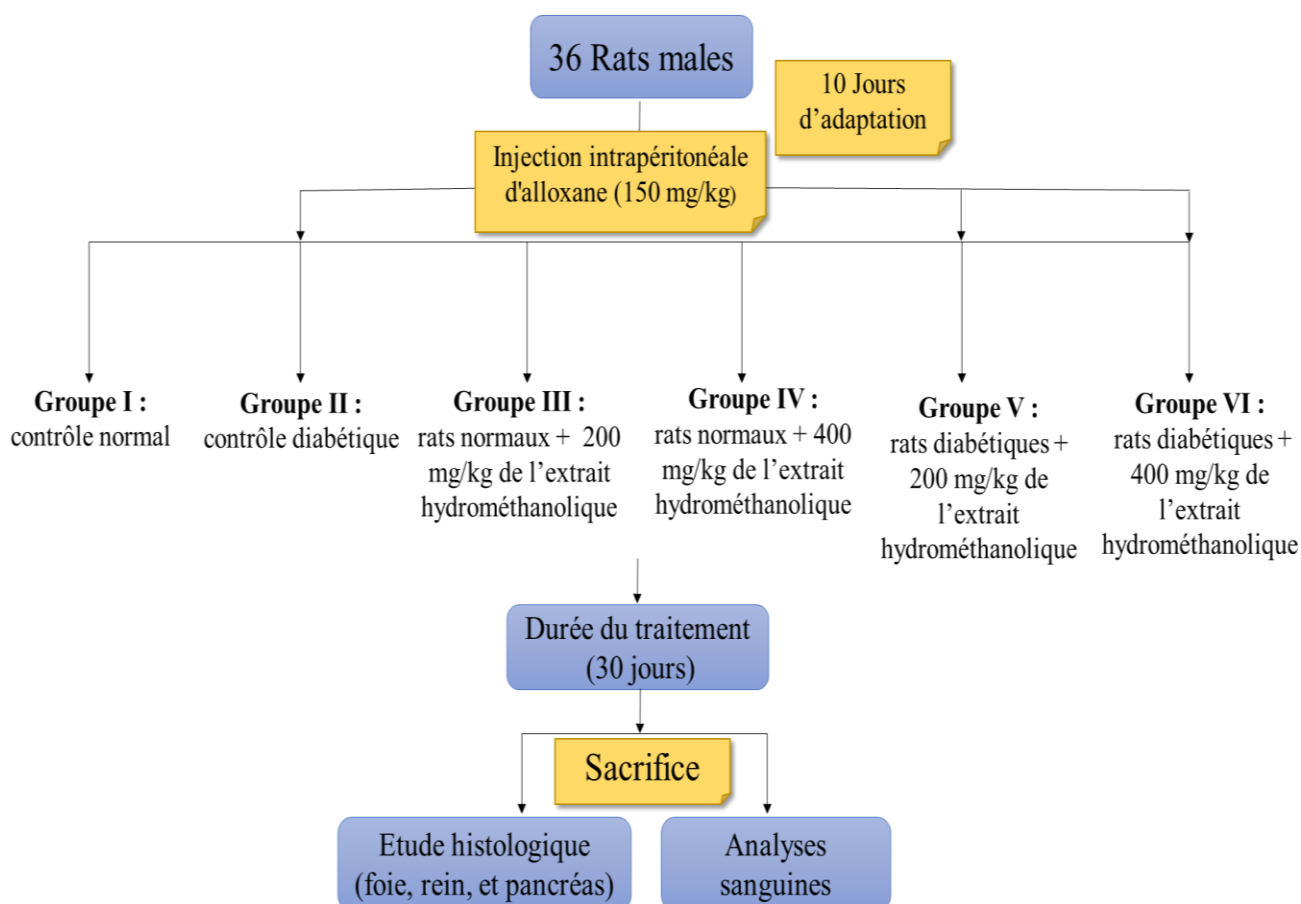 36 Rats males
10 Jours
d’adaptation
Injection intrapéritonéale
d'alloxane (150 mg/kg)
Groupe I :
contrôle normal
Groupe II :
contrôle diabétique
Groupe III :
rats normaux + 200
mg/kg de l’extrait
hydrométhanolique
Groupe IV :
rats normaux + 400
mg/kg de l’extrait
hydrométhanolique
Groupe V :
rats diabétiques +
200 mg/kg de
l’extrait
hydrométhanolique
Groupe VI :
rats diabétiques +
400 mg/kg de
l’extrait
hydrométhanolique
Durée du traitement
(30 jours)
Sacrifice
Etude histologique
(foie, rein, et pancréas)
Analyses
sanguines